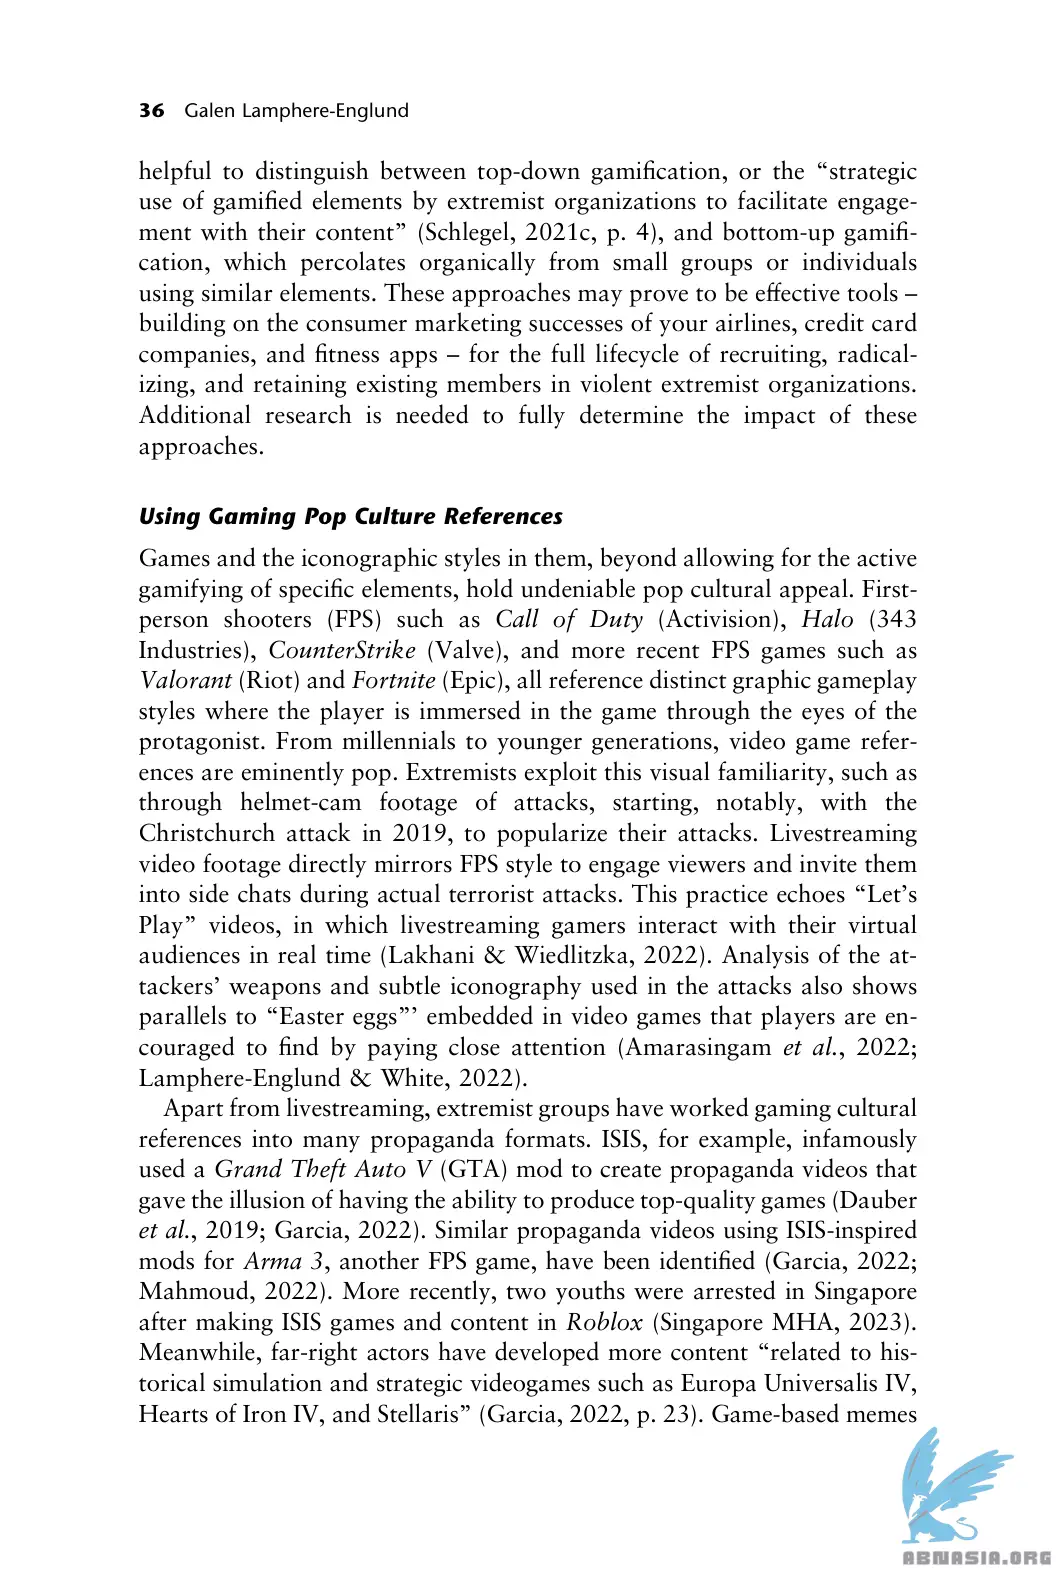 36 Galen Lamphere-Englund
helpful to distinguish between top-down gamification, or the “strategic
use of gamified elements by extremist organizations to facilitate engage-
ment with their content” (Schlegel, 2021c, p. 4), and bottom-up gamifi-
cation, which percolates organically from small groups or individuals
using similar elements. These approaches may prove to be effective tools –
building on the consumer marketing successes of your airlines, credit card
companies, and fitness apps – for the full lifecycle of recruiting, radical-
izing, and retaining existing members in violent extremist organizations.
Additional research is needed to fully determine the impact of these
approaches.
Using Gaming Pop Culture References
Games and the iconographic styles in them, beyond allowing for the active
gamifying of specific elements, hold undeniable pop cultural appeal. First-
person shooters (FPS) such as Call of Duty (Activision), Halo (343
Industries), CounterStrike (Valve), and more recent FPS games such as
Valorant (Riot) and Fortnite (Epic), all reference distinct graphic gameplay
styles where the player is immersed in the game through the eyes of the
protagonist. From millennials to younger generations, video game refer-
ences are eminently pop. Extremists exploit this visual familiarity, such as
through helmet-cam footage of attacks, starting, notably, with the
Christchurch attack in 2019, to popularize their attacks. Livestreaming
video footage directly mirrors FPS style to engage viewers and invite them
into side chats during actual terrorist attacks. This practice echoes “Let’s
Play” videos, in which livestreaming gamers interact with their virtual
audiences in real time (Lakhani & Wiedlitzka, 2022). Analysis of the at-
tackers’ weapons and subtle iconography used in the attacks also shows
parallels to “Easter eggs”’ embedded in video games that players are en-
couraged to find by paying close attention (Amarasingam et al., 2022;
Lamphere-Englund & White, 2022).
Apart from livestreaming, extremist groups have worked gaming cultural
references into many propaganda formats. ISIS, for example, infamously
used a Grand Theft Auto V (GTA) mod to create propaganda videos that
gave the illusion of having the ability to produce top-quality games (Dauber
et al., 2019; Garcia, 2022). Similar propaganda videos using ISIS-inspired
mods for Arma 3, another FPS game, have been identified (Garcia, 2022;
Mahmoud, 2022). More recently, two youths were arrested in Singapore
after making ISIS games and content in Roblox (Singapore MHA, 2023).
Meanwhile, far-right actors have developed more content “related to his-
torical simulation and strategic videogames such as Europa Universalis IV,
Hearts of Iron IV, and Stellaris” (Garcia, 2022, p. 23). Game-based memes
ABNASIA.ORG